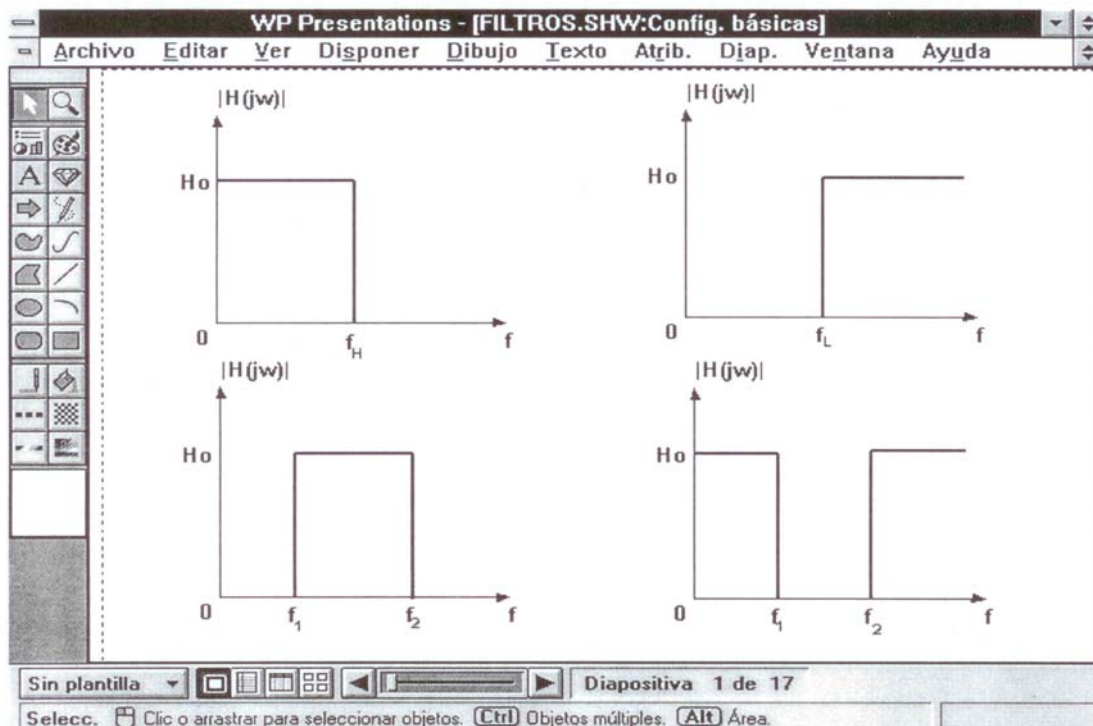 WP Presentations - [FILTROS.SHW:Config. básicas]
Archivo Editar Ver Disponer Dibujo Texto Atrib. Diap. Ventana Ayuda
|H(jw)|
Ho
0
f_H
f
|H(jw)|
Ho
0
f_L
f
|H(jw)|
Ho
0
f_1
f_2
f
|H(jw)|
Ho
0
f_1
f_2
f
A
Sin plantilla
Diapositiva 1 de 17
Selecc. Clic o arrastrar para seleccionar objetos. Ctrl Objetos múltiples. Alt Área.